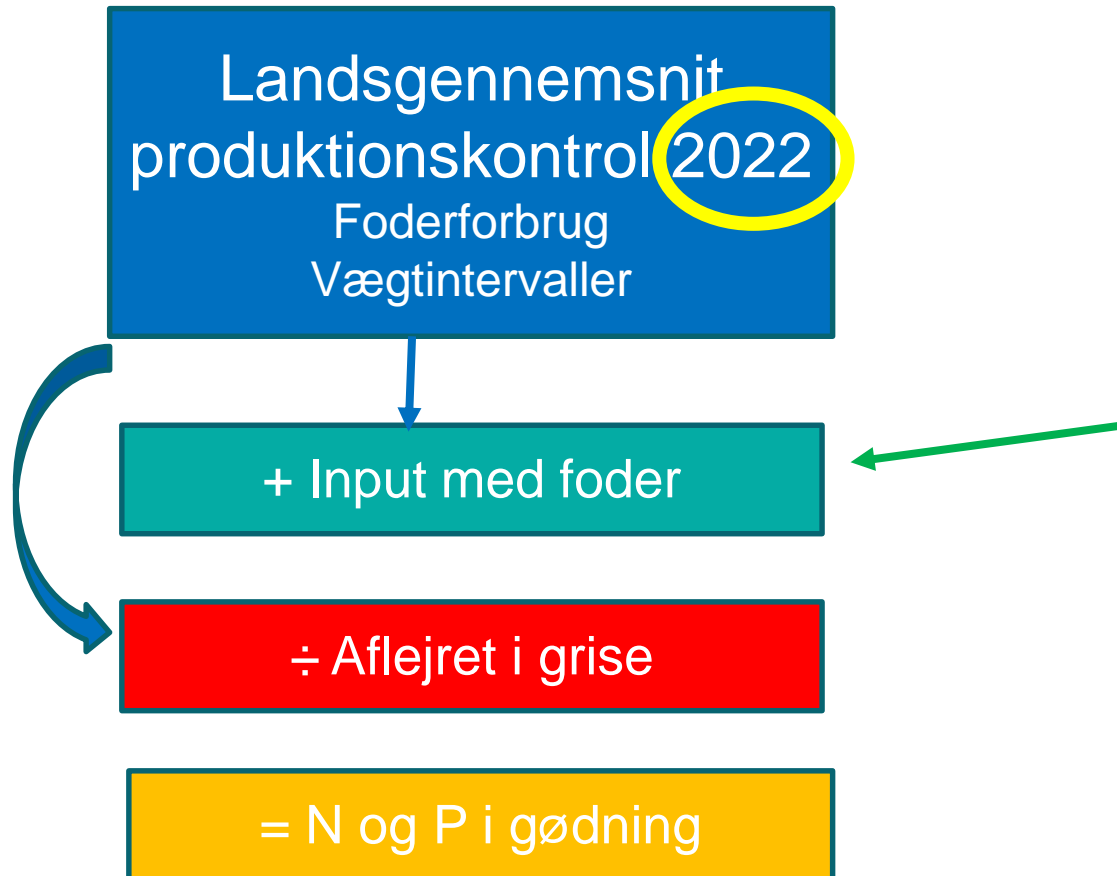 Landsgennemsnit
produktionskontrol 2022
Foderforbrug
Vægtintervaller
+ Input med foder
÷ Aflejret i grise
= N og P i gødning